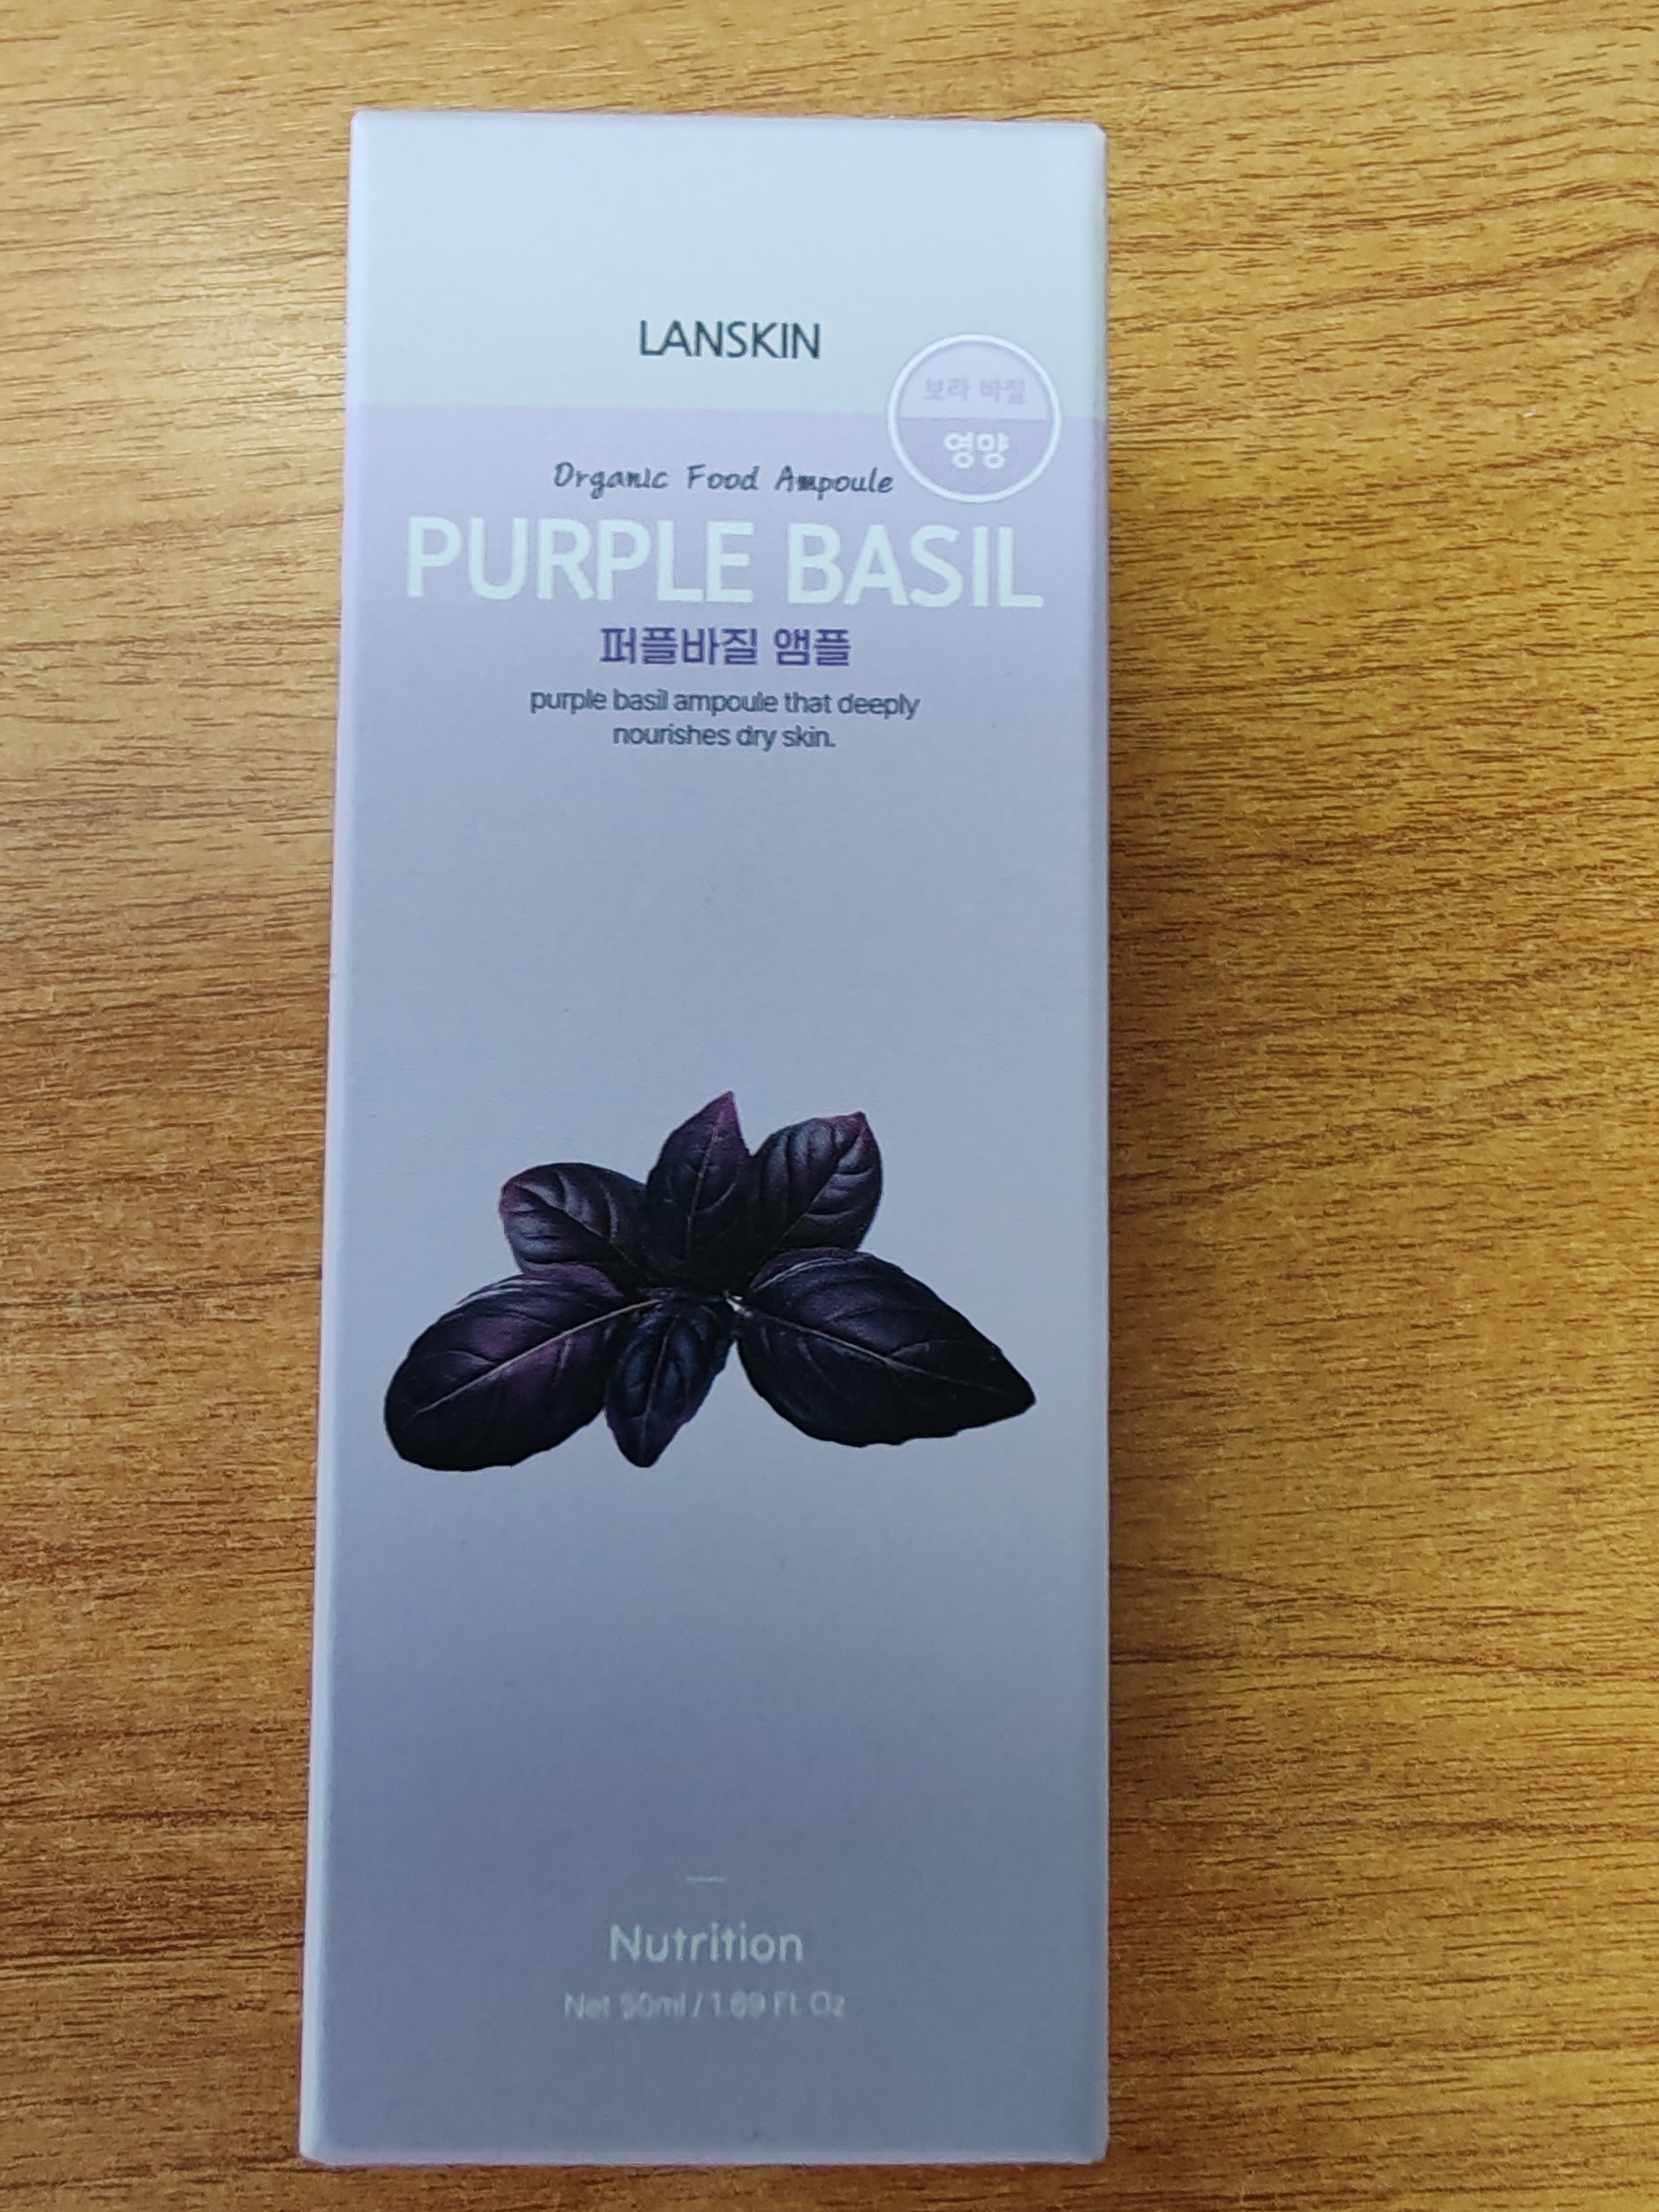 LANSKIN
보라 바질
영양
Organic Food Ampoule
PURPLE BASIL
퍼플바질 앰플
purple basil ampoule that deeply
nourishes dry skin.
Nutrition
Net 50ml / 1.69 Fl. Oz